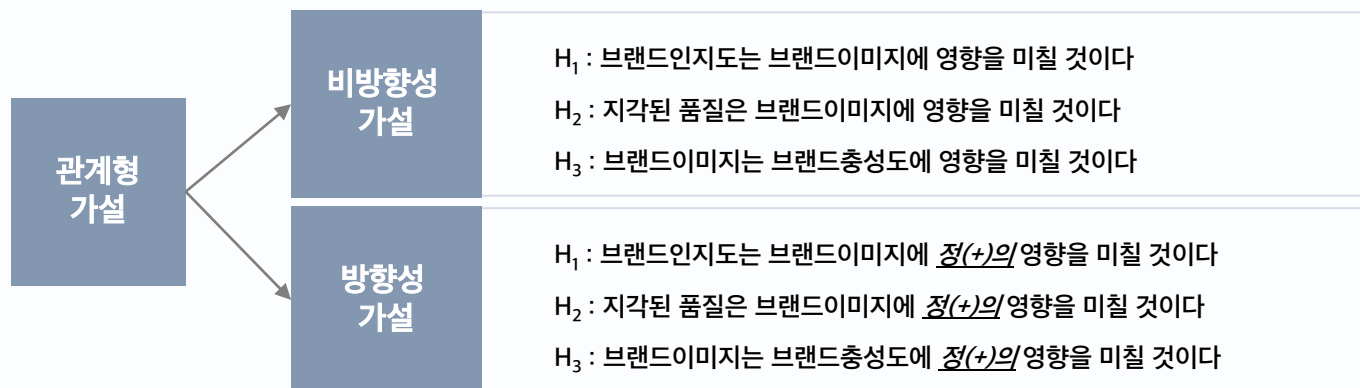 관계형
가설
비방향성
가설
H₁ : 브랜드인지도는 브랜드이미지에 영향을 미칠 것이다
H₂ : 지각된 품질은 브랜드이미지에 영향을 미칠 것이다
H₃ : 브랜드이미지는 브랜드충성도에 영향을 미칠 것이다
방향성
가설
H₁ : 브랜드인지도는 브랜드이미지에 정(+)의 영향을 미칠 것이다
H₂ : 지각된 품질은 브랜드이미지에 정(+)의 영향을 미칠 것이다
H₃ : 브랜드이미지는 브랜드충성도에 정(+)의 영향을 미칠 것이다